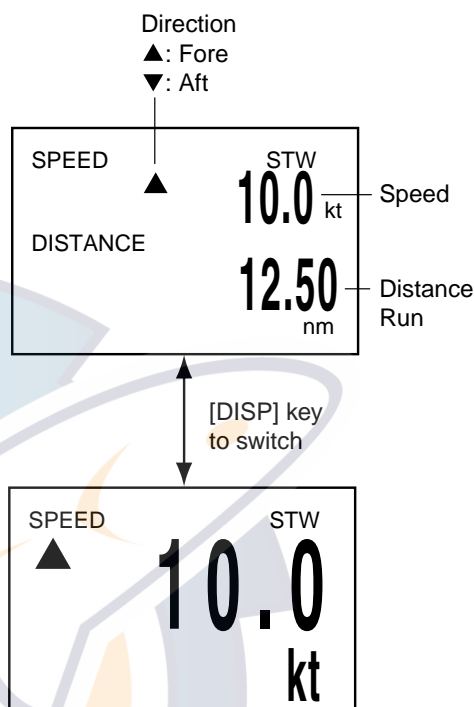 Direction
▲: Fore
▼: Aft
SPEED STW
▲ 10.0 kt Speed
DISTANCE
12.50 Distance
nm Run
[DISP] key
to switch
SPEED STW
▲ 10.0
kt